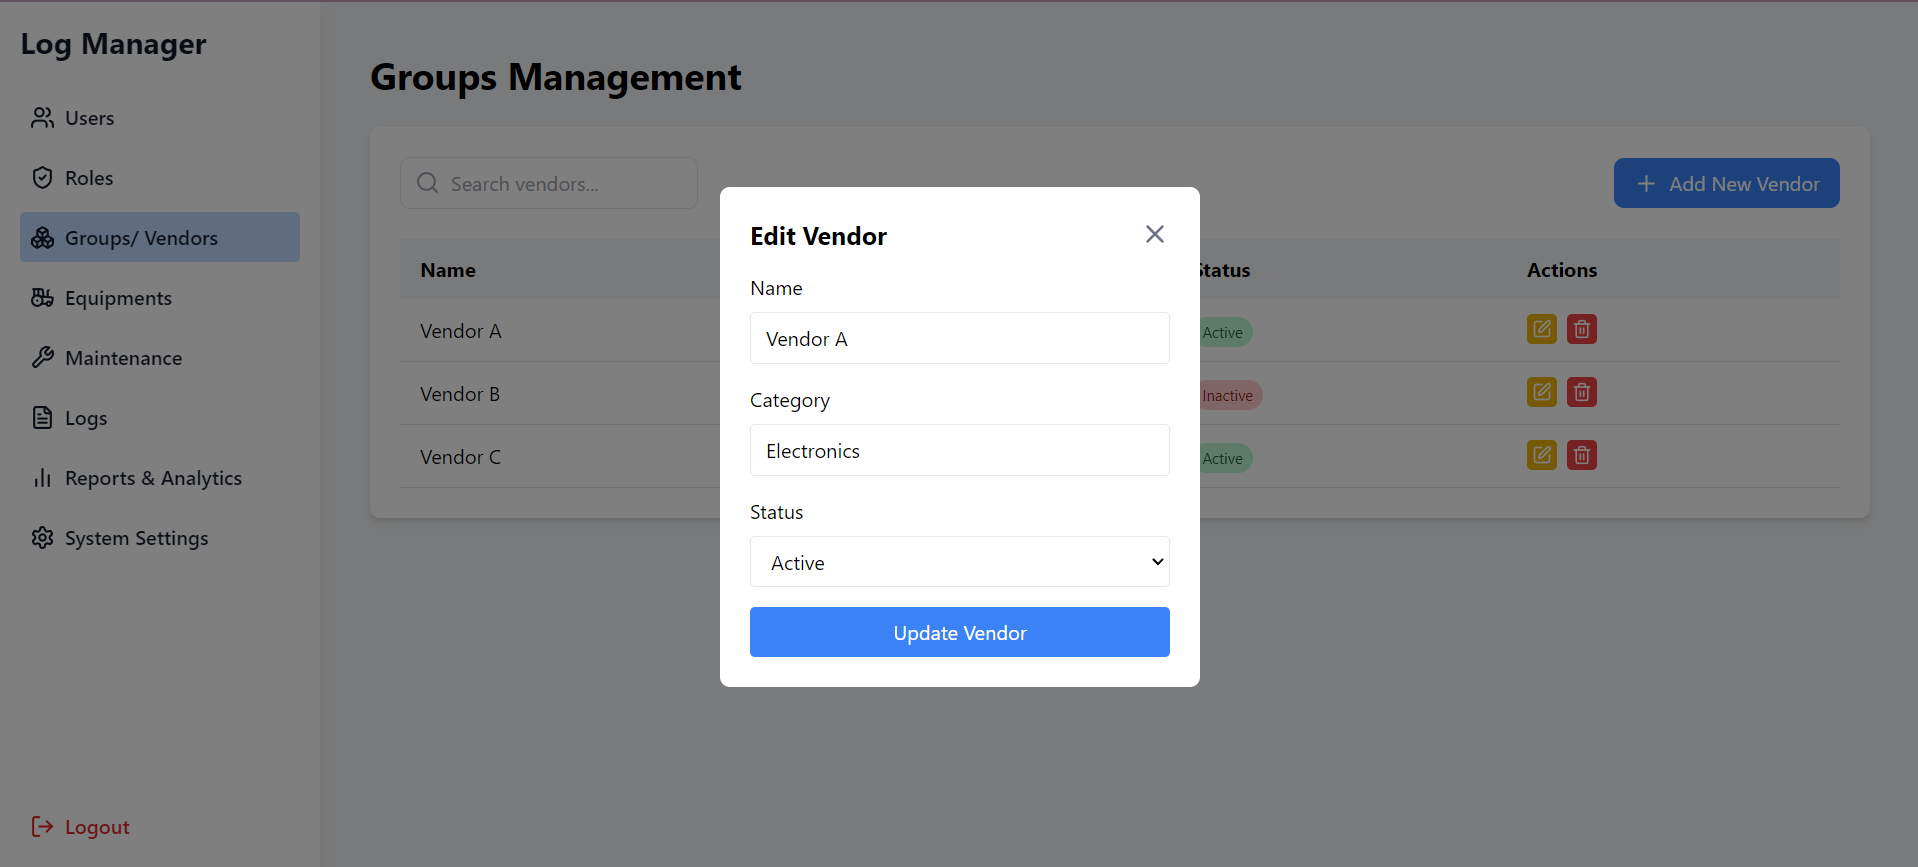 Log Manager
Users
Roles
Groups/ Vendors
Equipments
Maintenance
Logs
Reports & Analytics
System Settings
Logout
Groups Management
Search vendors...
Add New Vendor
Name
Status
Actions
Vendor A
Active
Vendor B
Inactive
Vendor C
Active
Edit Vendor
Name
Vendor A
Category
Electronics
Status
Active
Update Vendor